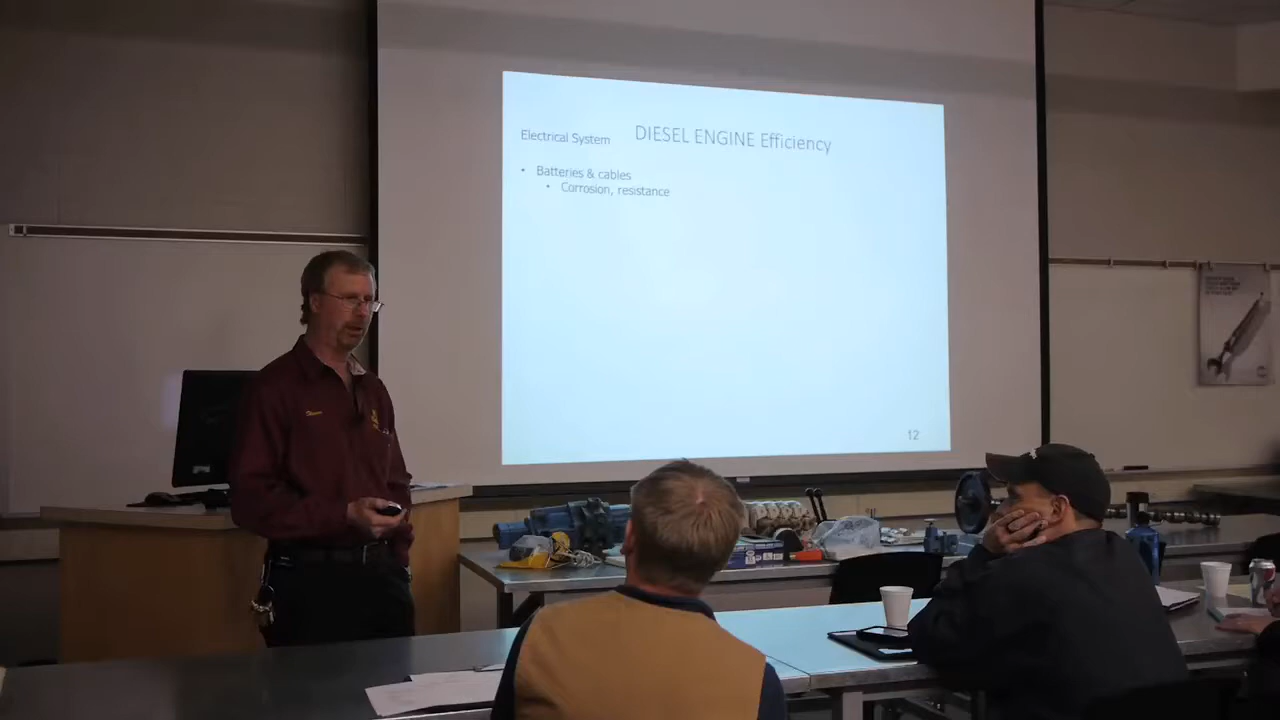 DIESEL ENGINE Efficiency
Electrical System
• Batteries & cables
• Corrosion, resistance
12